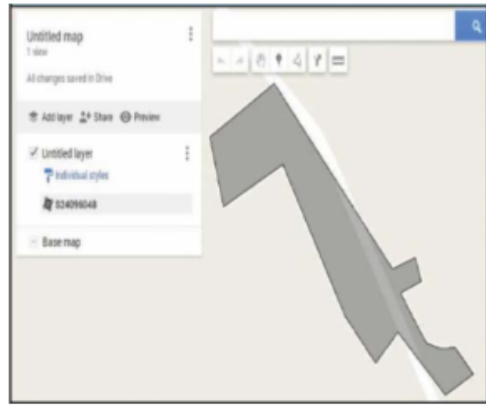 Untitled map
1 view
All changes saved in Drive
Add layer Share Preview
Untitled layer
Individual styles
024096048
Base map